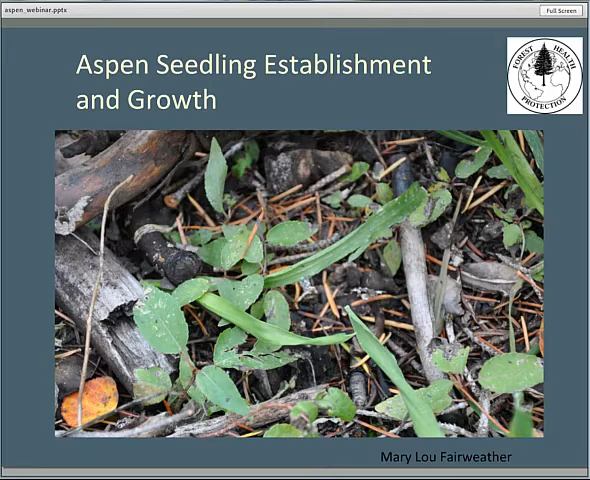 aspen_webinar.pptx
Full Screen
Aspen Seedling Establishment
and Growth
FOREST HEALTH
PROTECTION
Mary Lou Fairweather